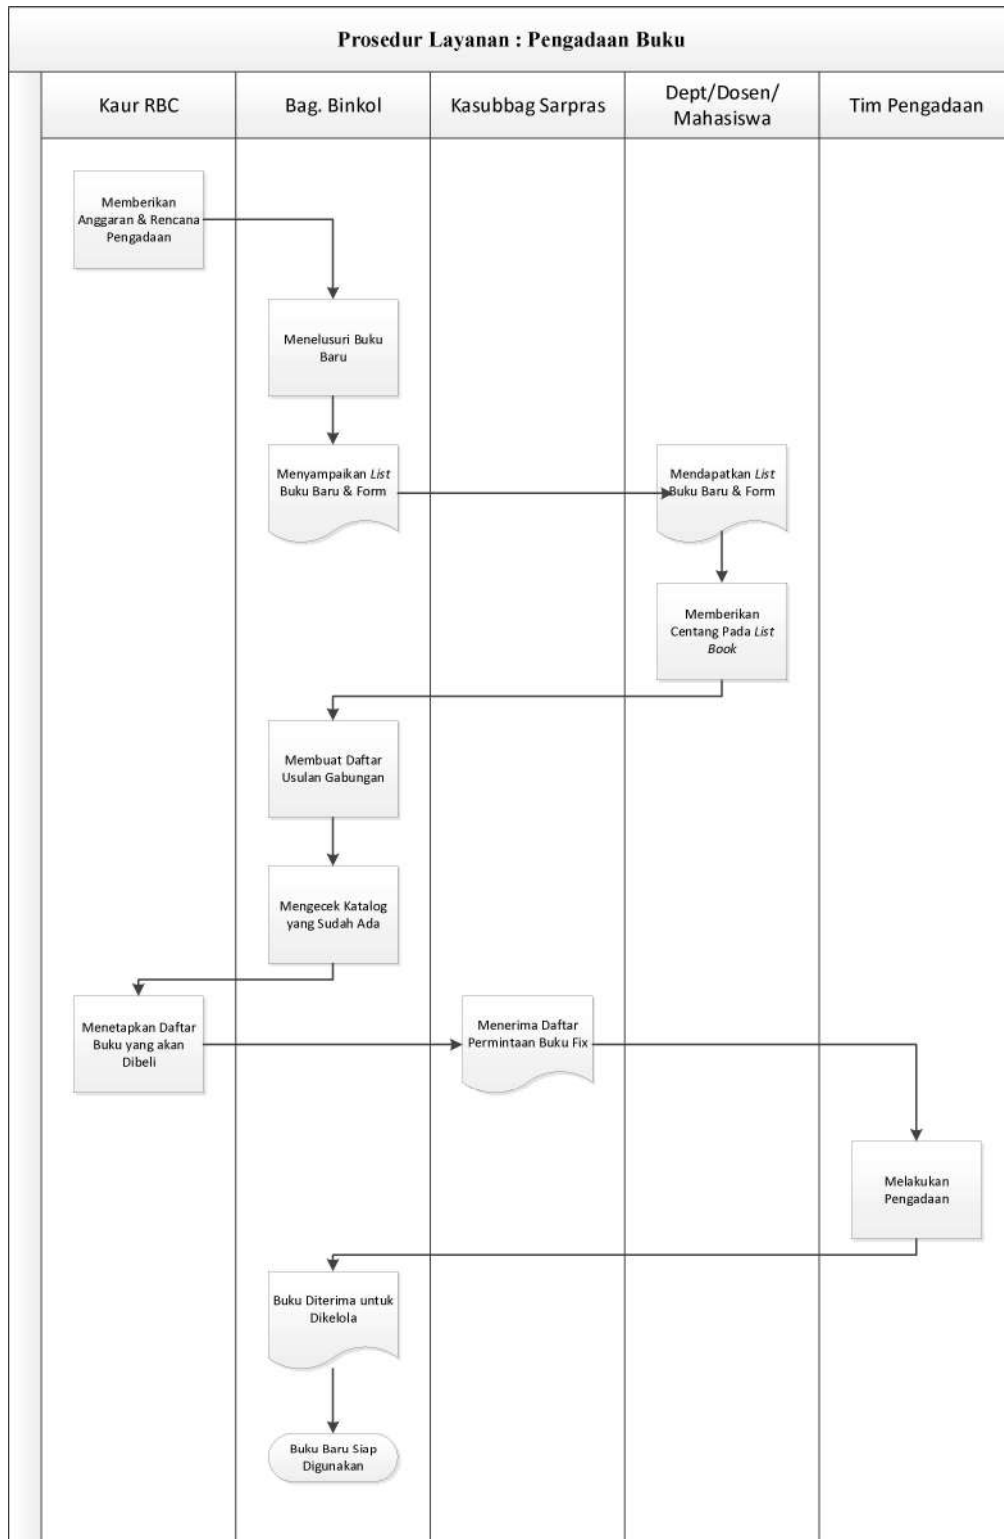 Prosedur Layanan : Pengadaan Buku
Kaur RBC
Bag. Binkol
Kasubbag Sarpras
Dept/Dosen/
Mahasiswa
Tim Pengadaan
Memberikan
Anggaran & Rencana
Pengadaan
Menelusuri Buku
Baru
Menyampaikan List
Buku Baru & Form
Mendapatkan List
Buku Baru & Form
Memberikan
Centang Pada List
Book
Membuat Daftar
Usulan Gabungan
Mengecek Katalog
yang Sudah Ada
Menetapkan Daftar
Buku yang akan
Dibeli
Menerima Daftar
Permintaan Buku Fix
Melakukan
Pengadaan
Buku Diterima untuk
Dikelola
Buku Baru Siap
Digunakan